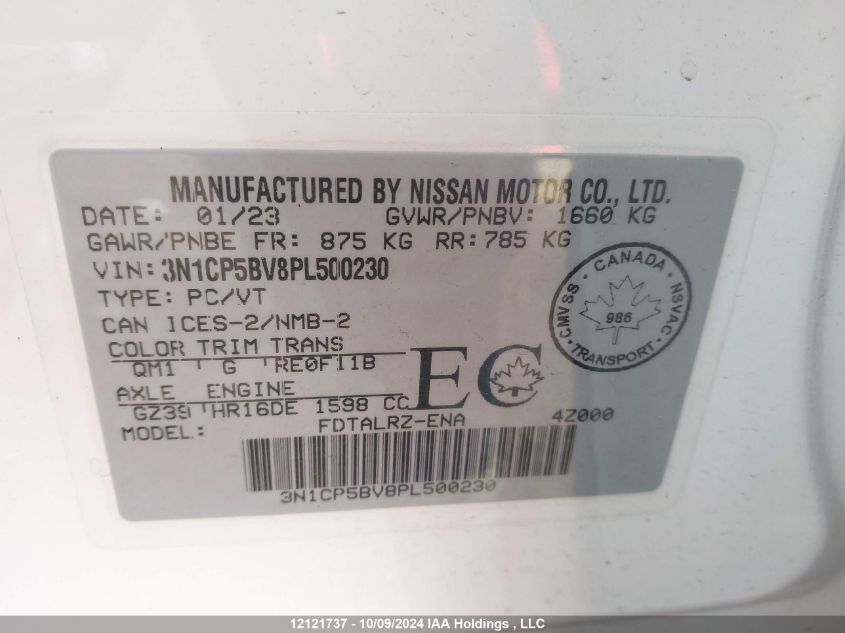 MANUFACTURED BY NISSAN MOTOR CO., LTD.
DATE: 01/23 GVWR/PNBV: 1660 KG
GAWR/PNBE FR: 875 KG RR:785 KG
VIN: 3N1CP5BV8PL500230
TYPE: PC/VT
CAN ICES-2/NMB-2
COLOR TRIM TRANS
QM1 G RE0F11B
AXLE ENGINE
GZ39 HR16DE 1598 CC
MODEL: FDTALRZ-ENA 4Z000
EC
CMVSS · CANADA · NSVAC
986
· TRANSPORT ·
3N1CP5BV8PL500230
12121737 - 10/09/2024 IAA Holdings , LLC